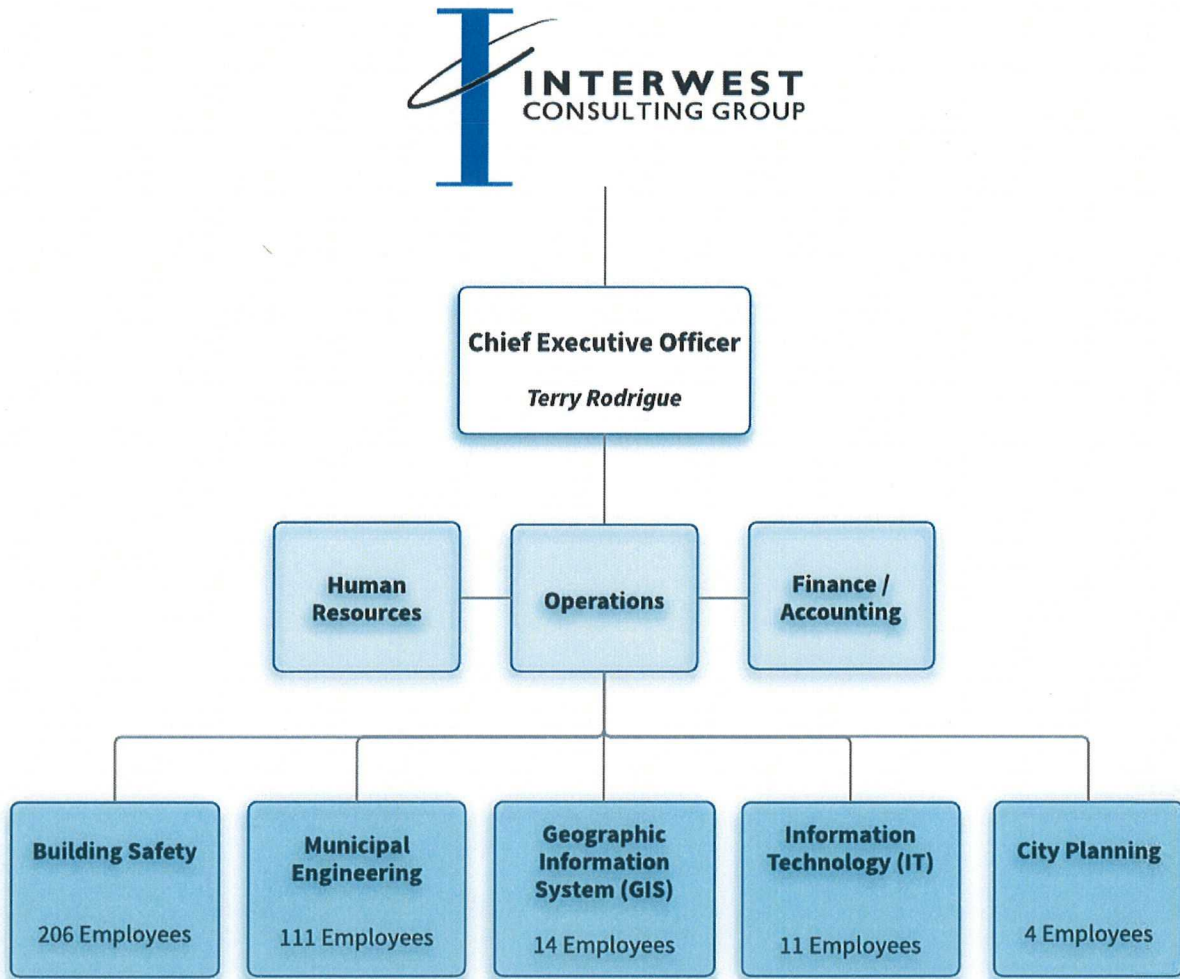 INTERWEST
CONSULTING GROUP
Chief Executive Officer
Terry Rodrigue
Human
Resources
Operations
Finance /
Accounting
Building Safety
206 Employees
Municipal
Engineering
111 Employees
Geographic
Information
System (GIS)
14 Employees
Information
Technology (IT)
11 Employees
City Planning
4 Employees